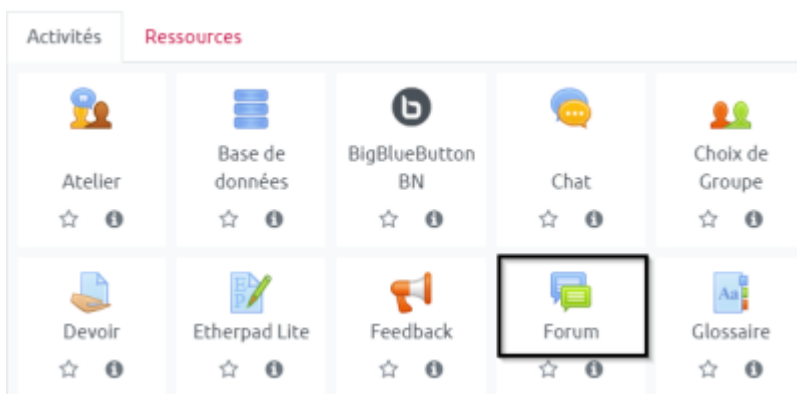 Activités Ressources
Base de BigBlueButton Choix de
Atelier données BN Chat Groupe
Devoir Etherpad Lite Feedback Forum Glossaire